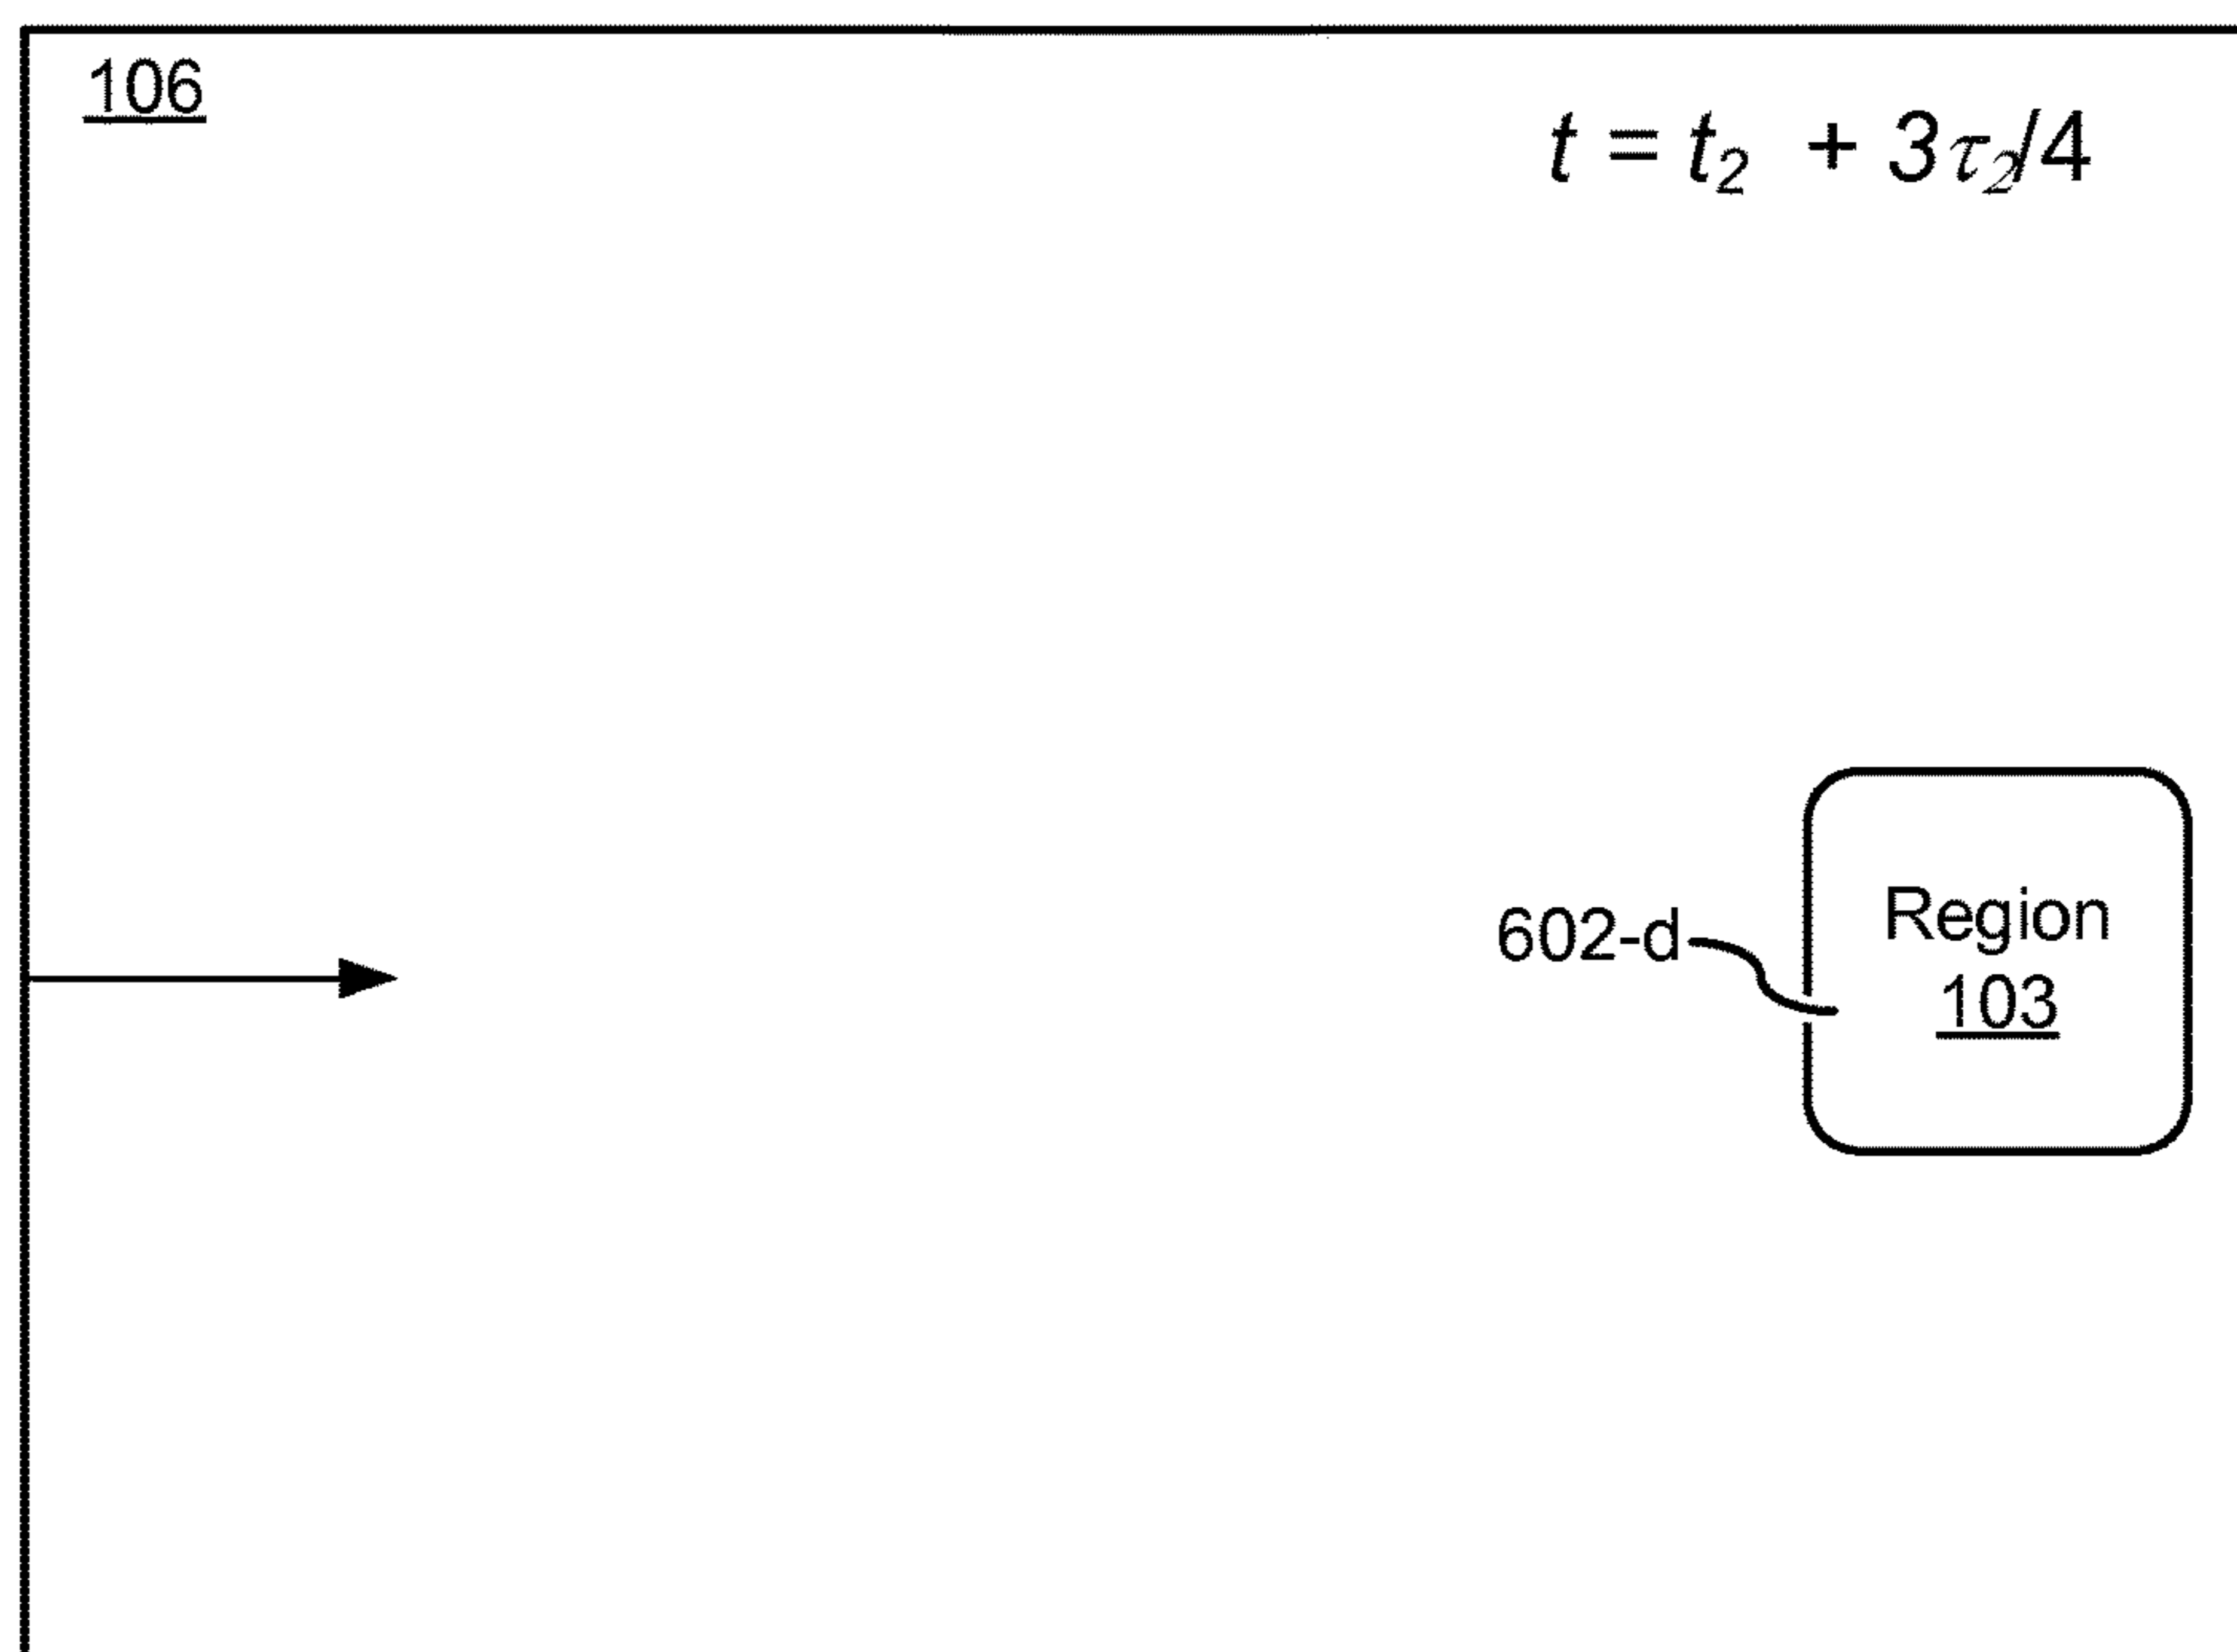 106
t = t₂ + 3τ₂/4
602-d
Region
103